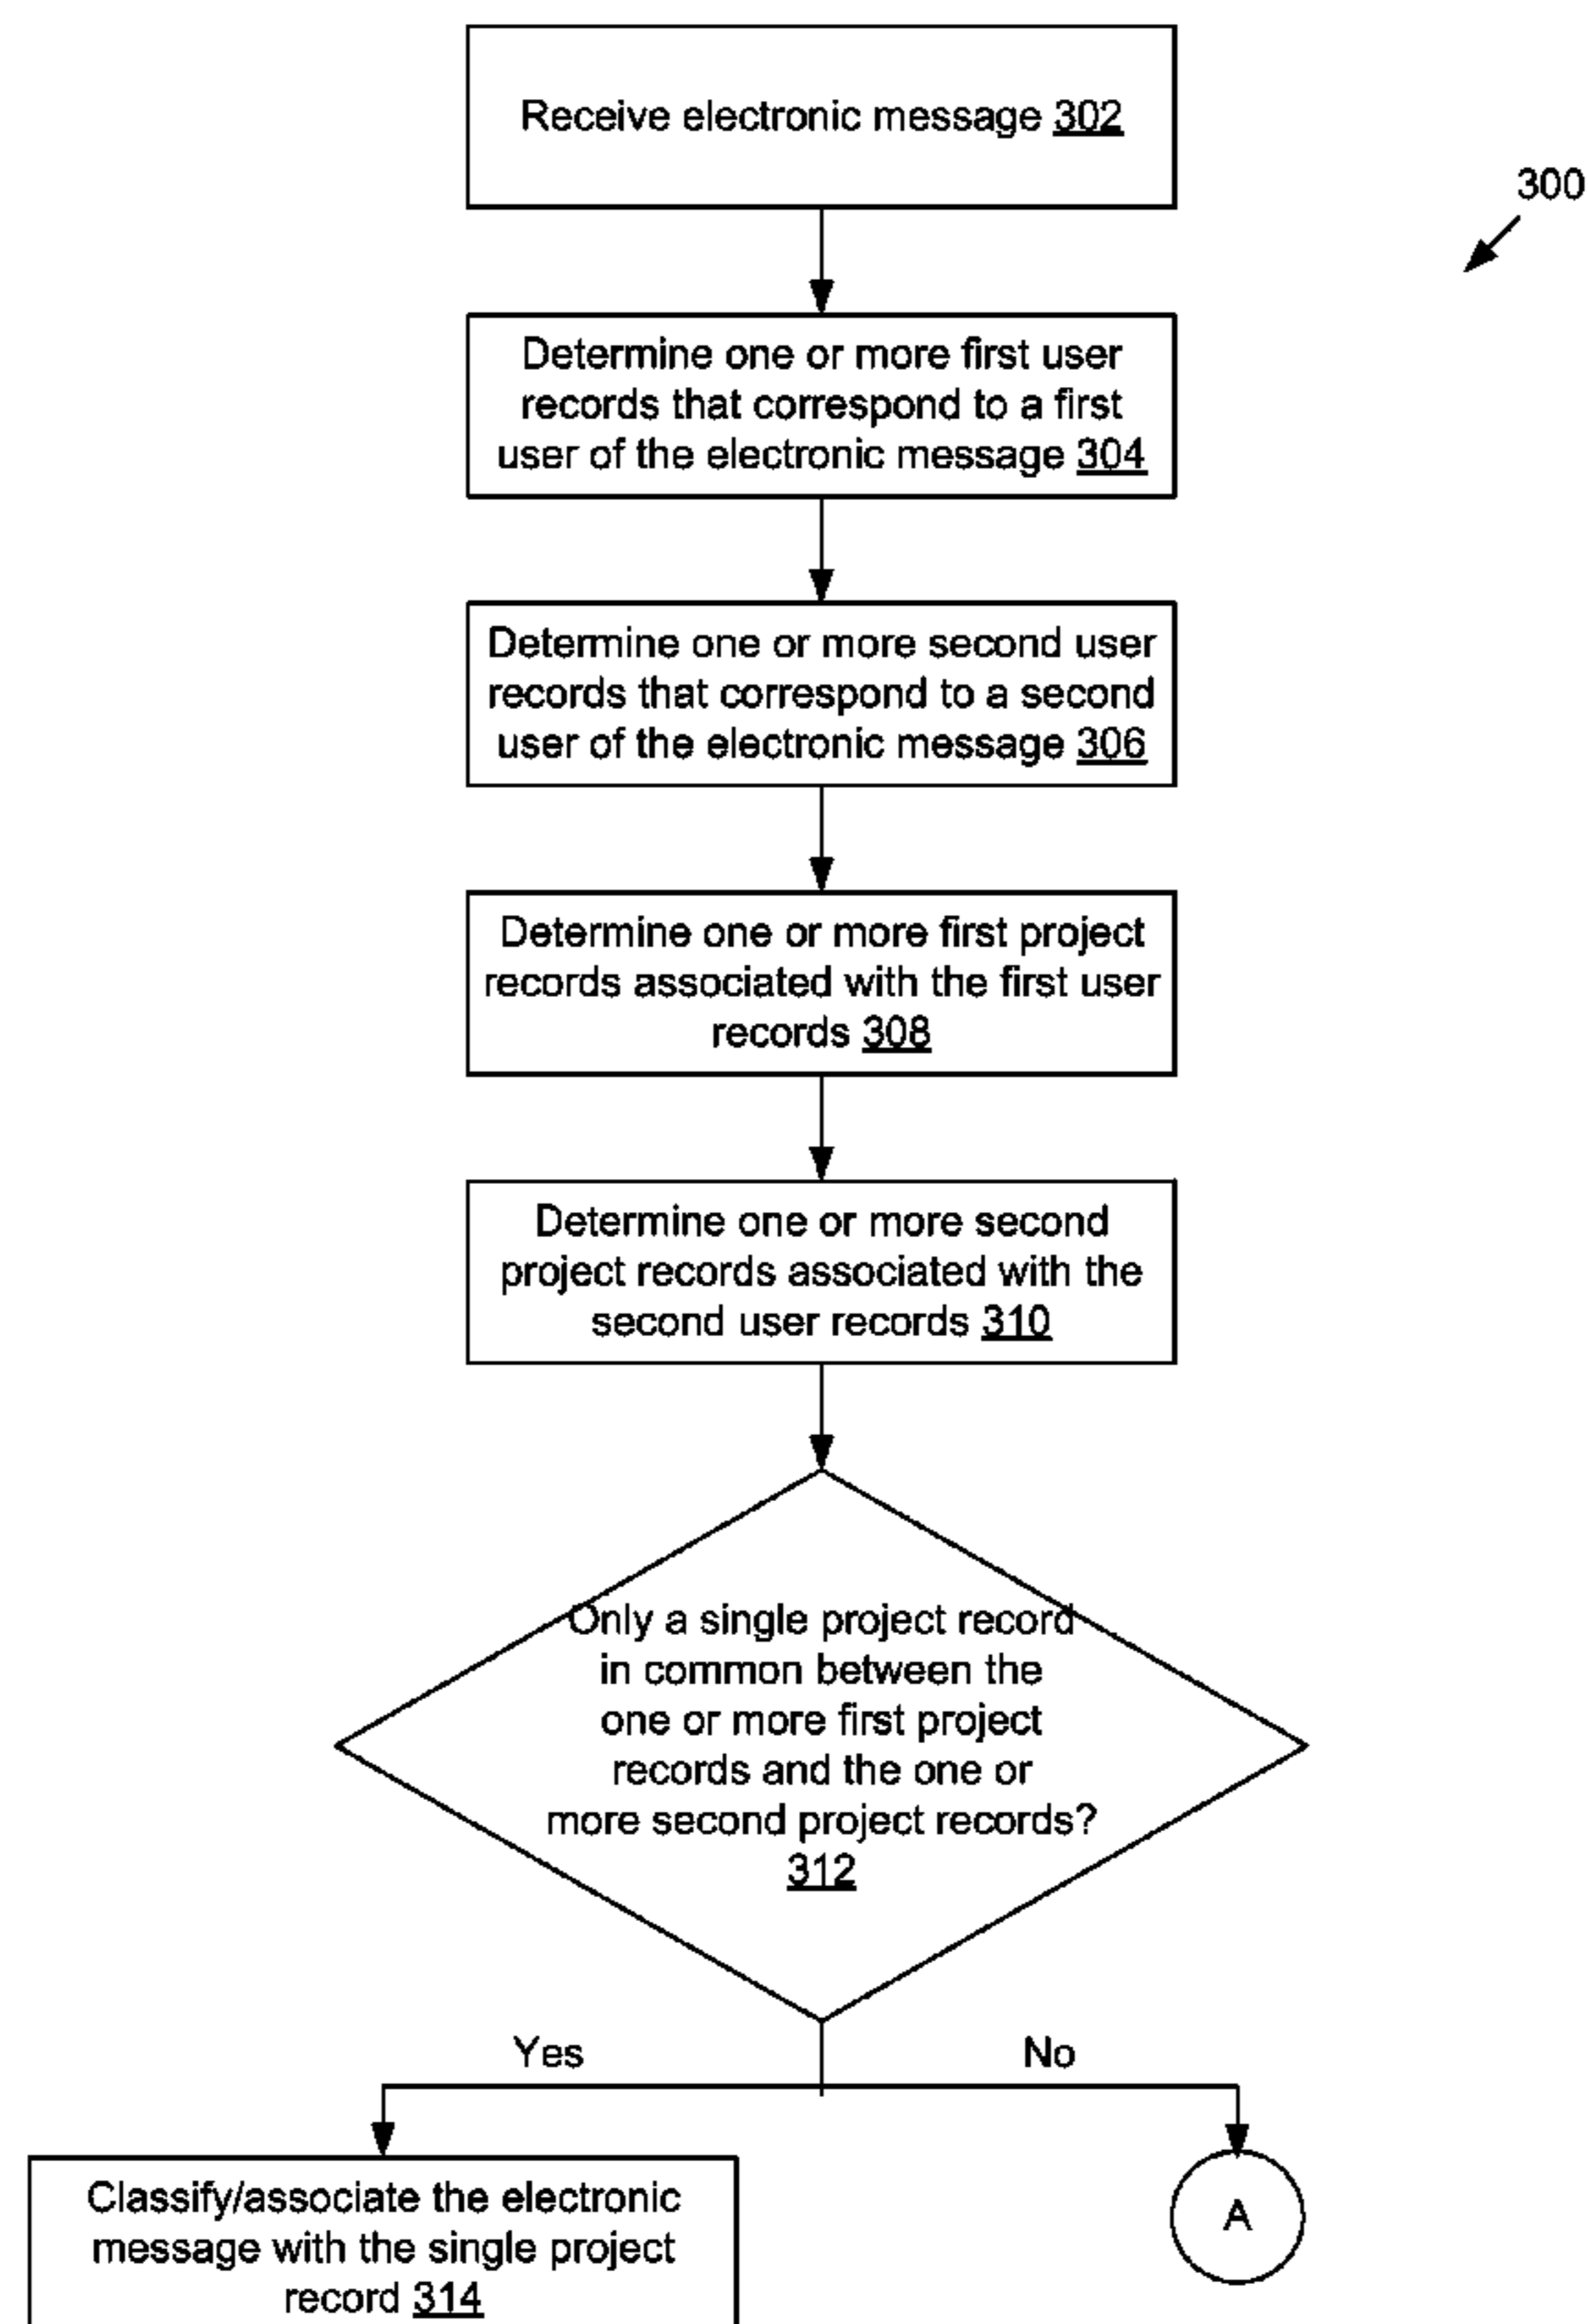 Receive electronic message 302
300
Determine one or more first user
records that correspond to a first
user of the electronic message 304
Determine one or more second user
records that correspond to a second
user of the electronic message 306
Determine one or more first project
records associated with the first user
records 308
Determine one or more second
project records associated with the
second user records 310
Only a single project record
in common between the
one or more first project
records and the one or
more second project records?
312
Yes
No
Classify/associate the electronic
message with the single project
record 314
A